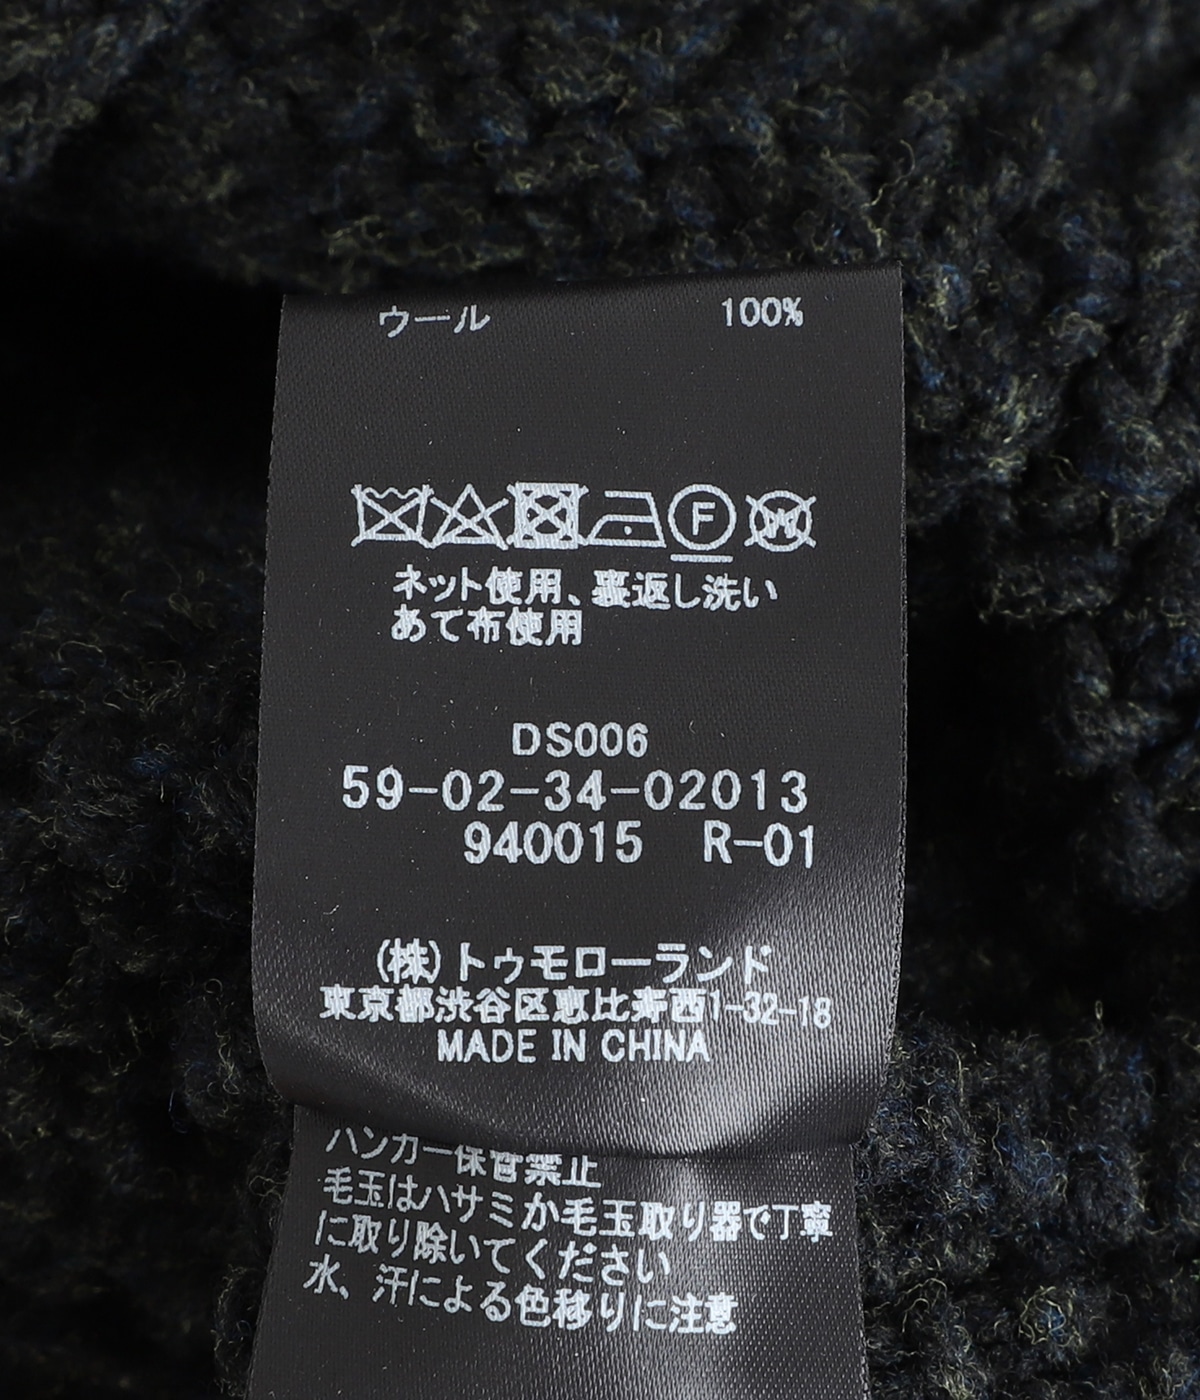 ウール 100%
F W
ネット使用、裏返し洗い
あて布使用
DS006
59-02-34-02013
940015 R-01
(株)トゥモローランド
東京都渋谷区恵比寿西1-32-18
MADE IN CHINA
ハンガー保管禁止
毛玉はハサミか毛玉取り器で丁寧
に取り除いてください
水、汗による色移りに注意